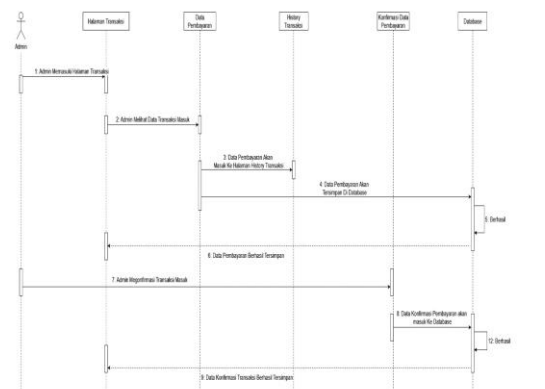 Admin
Halaman Transaksi
Data
Pembayaran
History
Transaksi
Konfirmasi Data
Pembayaran
Database
1: Admin Memasuki Halaman Transaksi
2: Admin Melihat Data Transaksi Masuk
3: Data Pembayaran Akan
Masuk Ke Halaman History Transaksi
4: Data Pembayaran Akan
Tersimpan Di Database
5: Berhasil
6: Data Pembayaran Berhasil Tersimpan
7: Admin Megonfirmasi Transaksi Masuk
8: Data Konfirmasi Pembayaran akan
masuk Ke Database
12: Berhasil
9: Data Konfirmasi Transaksi Berhasil Tersimpan